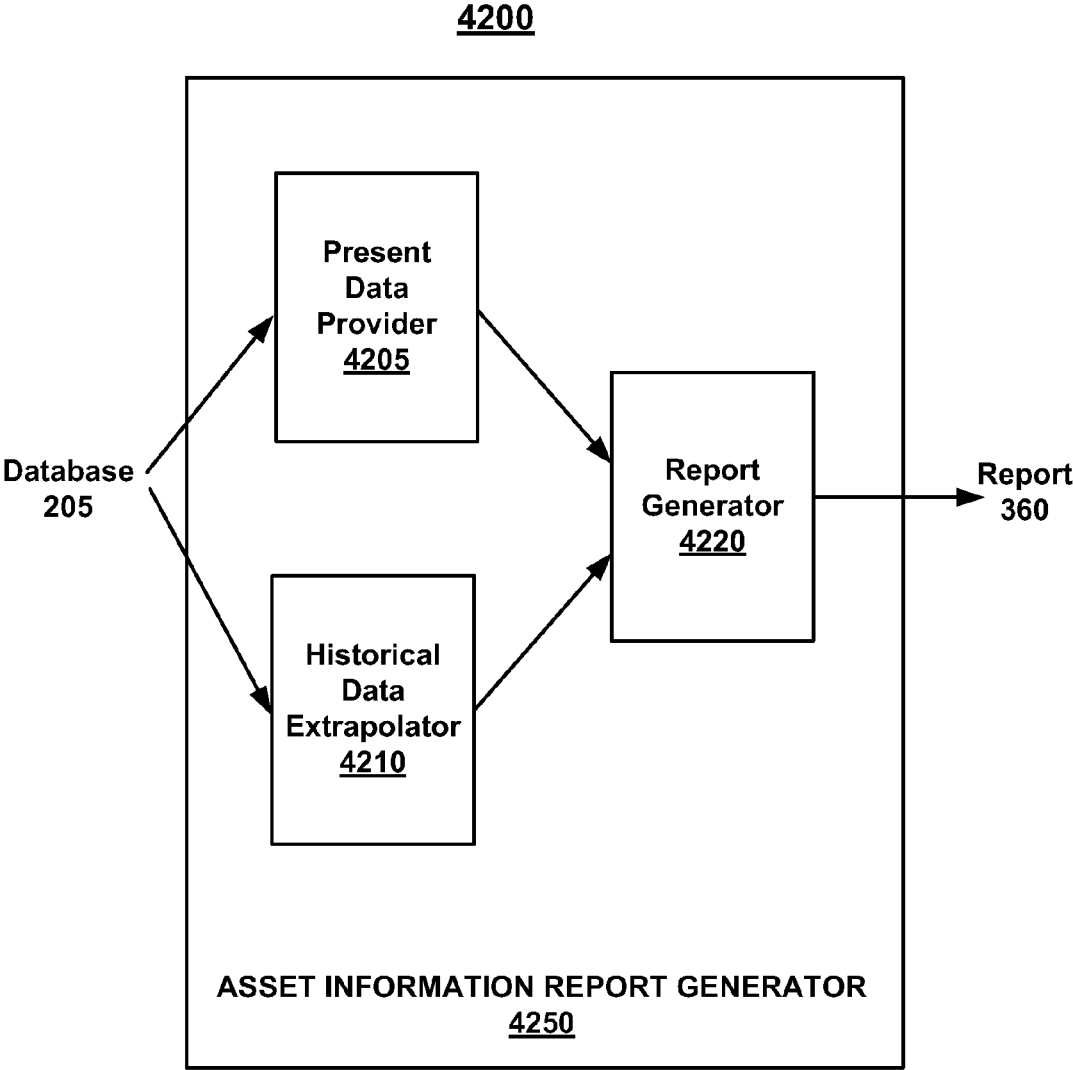 4200
Present
Data
Provider
4205
Database
205
Report
Generator
4220
Report
360
Historical
Data
Extrapolator
4210
ASSET INFORMATION REPORT GENERATOR
4250